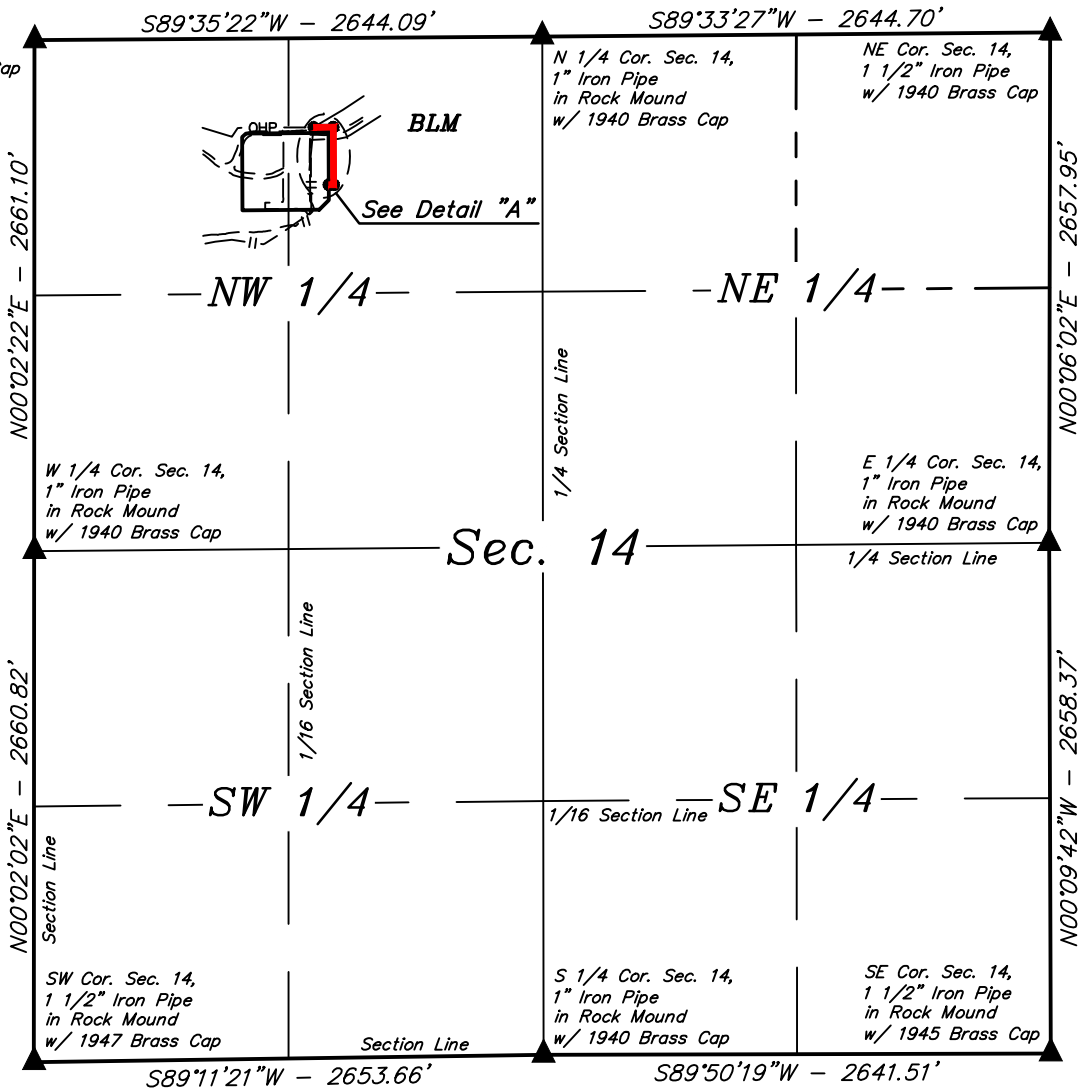 S89°35'22"W - 2644.09'
S89°33'27"W - 2644.70'
N 1/4 Cor. Sec. 14,
1" Iron Pipe
in Rock Mound
w/ 1940 Brass Cap
NE Cor. Sec. 14,
1 1/2" Iron Pipe
w/ 1940 Brass Cap
OHP
BLM
See Detail "A"
N00°02'22"E - 2661.10'
N00°06'02"E - 2657.95'
NW 1/4
NE 1/4
1/4 Section Line
W 1/4 Cor. Sec. 14,
1" Iron Pipe
in Rock Mound
w/ 1940 Brass Cap
E 1/4 Cor. Sec. 14,
1" Iron Pipe
in Rock Mound
w/ 1940 Brass Cap
Sec. 14
1/4 Section Line
1/16 Section Line
N00°02'02"E - 2660.82'
N00°09'42"W - 2658.37'
SW 1/4
SE 1/4
1/16 Section Line
Section Line
SW Cor. Sec. 14,
1 1/2" Iron Pipe
in Rock Mound
w/ 1947 Brass Cap
S 1/4 Cor. Sec. 14,
1" Iron Pipe
in Rock Mound
w/ 1940 Brass Cap
SE Cor. Sec. 14,
1 1/2" Iron Pipe
in Rock Mound
w/ 1945 Brass Cap
Section Line
S89°11'21"W - 2653.66'
S89°50'19"W - 2641.51'